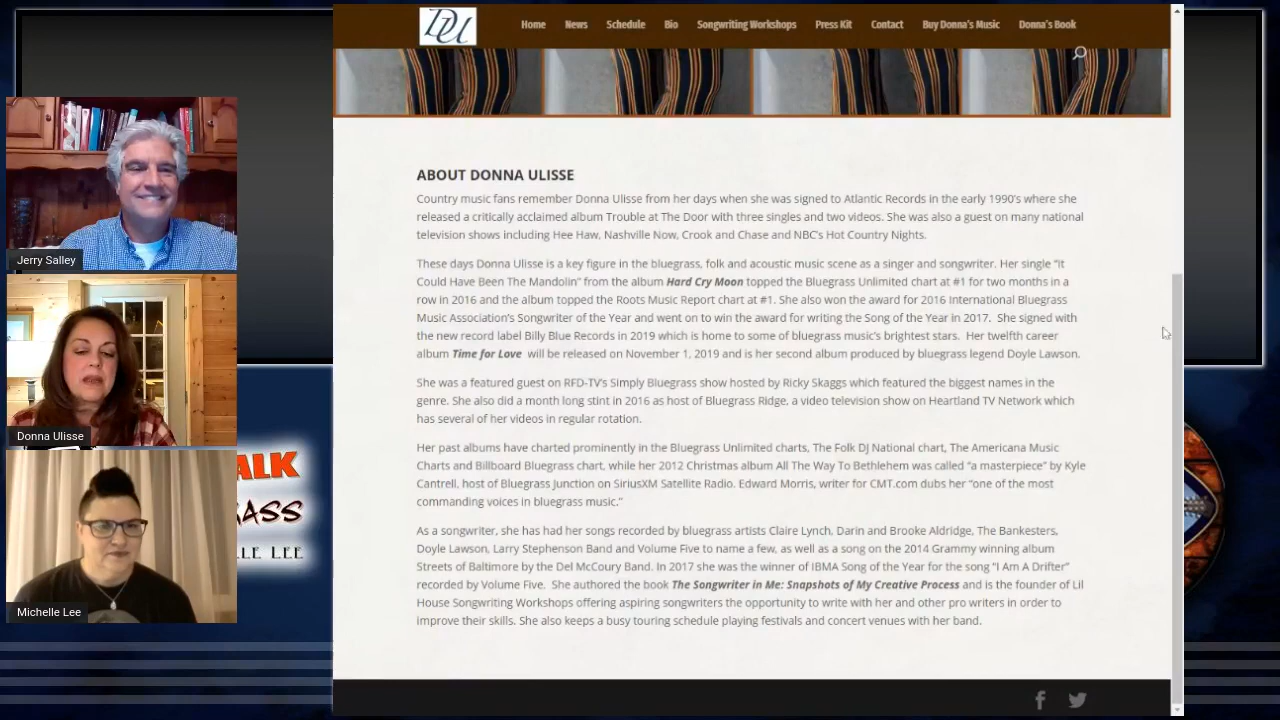 DU
Home News Schedule Bio Songwriting Workshops Press Kit Contact Buy Donna's Music Donna's Book
Jerry Salley
Donna Ulisse
Michelle Lee
ALK
ASS
LLE LEE
ABOUT DONNA ULISSE
Country music fans remember Donna Ulisse from her days when she was signed to Atlantic Records in the early 1990's where she
released a critically acclaimed album Trouble at The Door with three singles and two videos. She was also a guest on many national
television shows including Hee Haw, Nashville Now, Crook and Chase and NBC's Hot Country Nights.
These days Donna Ulisse is a key figure in the bluegrass, folk and acoustic music scene as a singer and songwriter. Her single "it
Could Have Been The Mandolin" from the album Hard Cry Moon topped the Bluegrass Unlimited chart at #1 for two months in a
row in 2016 and the album topped the Roots Music Report chart at #1. She also won the award for 2016 International Bluegrass
Music Association's Songwriter of the Year and went on to win the award for writing the Song of the Year in 2017. She signed with
the new record label Billy Blue Records in 2019 which is home to some of bluegrass music's brightest stars. Her twelfth career
album Time for Love will be released on November 1, 2019 and is her second album produced by bluegrass legend Doyle Lawson.
She was a featured guest on RFD-TV's Simply Bluegrass show hosted by Ricky Skaggs which featured the biggest names in the
genre. She also did a month long stint in 2016 as host of Bluegrass Ridge, a video television show on Heartland TV Network which
has several of her videos in regular rotation.
Her past albums have charted prominently in the Bluegrass Unlimited charts, The Folk DJ National chart, The Americana Music
Charts and Billboard Bluegrass chart, while her 2012 Christmas album All The Way To Bethlehem was called "a masterpiece" by Kyle
Cantrell, host of Bluegrass Junction on SiriusXM Satellite Radio. Edward Morris, writer for CMT.com dubs her "one of the most
commanding voices in bluegrass music."
As a songwriter, she has had her songs recorded by bluegrass artists Claire Lynch, Darin and Brooke Aldridge, The Bankesters,
Doyle Lawson, Larry Stephenson Band and Volume Five to name a few, as well as a song on the 2014 Grammy winning album
Streets of Baltimore by the Del McCoury Band. In 2017 she was the winner of IBMA Song of the Year for the song "I Am A Drifter"
recorded by Volume Five. She authored the book The Songwriter in Me: Snapshots of My Creative Process and is the founder of Lil
House Songwriting Workshops offering aspiring songwriters the opportunity to write with her and other pro writers in order to
improve their skills. She also keeps a busy touring schedule playing festivals and concert venues with her band.